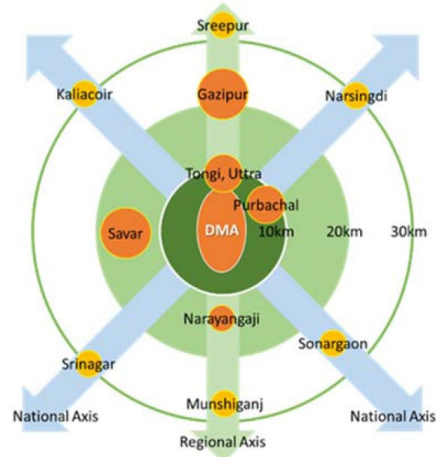 Sreepur
Kaliacoir
Gazipur
Narsingdi
Tongi, Uttra
Purbachal
Savar
DMA
10km
20km
30km
Narayangaji
Sonargaon
Srinagar
Munshiganj
National Axis
National Axis
Regional Axis